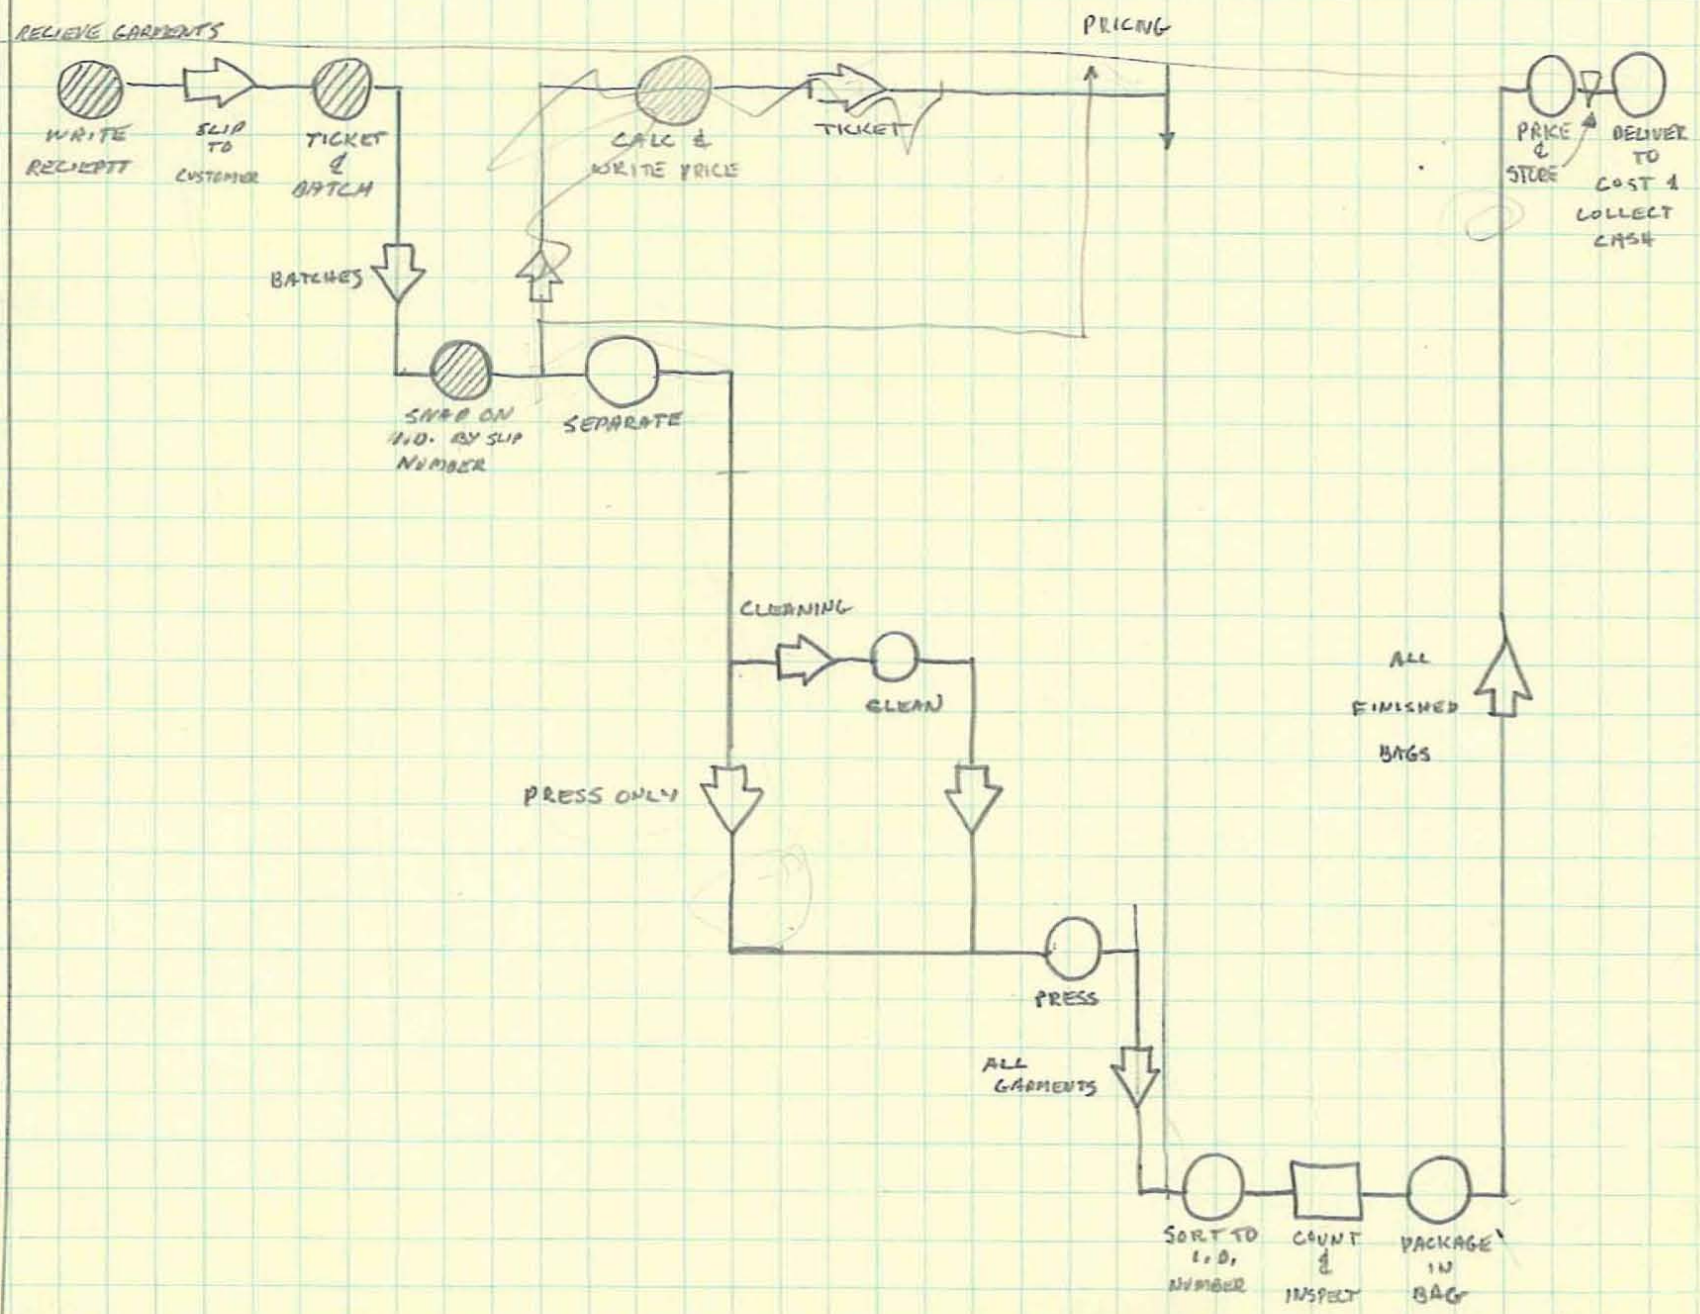 RECIEVE GARMENTS
PRICING
WRITE
RECIEPTT
SLIP
TO
CUSTOMER
TICKET
&
BATCH
CALC &
WRITE PRICE
TICKET
PRICE
&
STORE
DELIVER
TO
COST &
COLLECT
CASH
BATCHES
SNAP ON
I.D. BY SLIP
NUMBER
SEPARATE
CLEANING
CLEAN
PRESS ONLY
ALL
FINISHED
BAGS
PRESS
ALL
GARMENTS
SORT TO
I.D.
NUMBER
COUNT
&
INSPECT
PACKAGE
IN
BAG